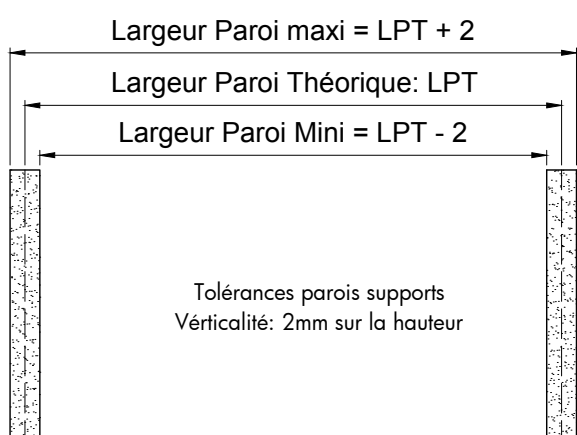 Largeur Paroi maxi = LPT + 2
Largeur Paroi Théorique: LPT
Largeur Paroi Mini = LPT - 2
Tolérances parois supports
Vérticalité: 2mm sur la hauteur